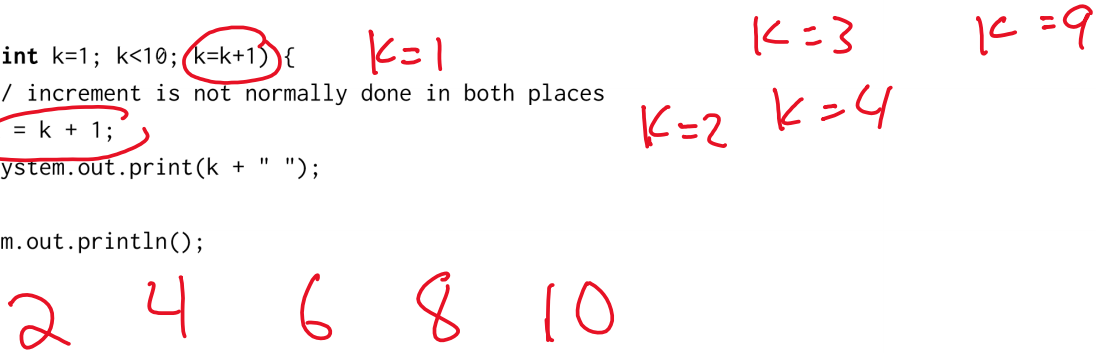 K=3 K=9
int k=1; k<10; k=k+1) { K=1
/ increment is not normally done in both places
= k + 1; K=2 K=4
ystem.out.print(k + " ");
m.out.println();
2 4 6 8 10